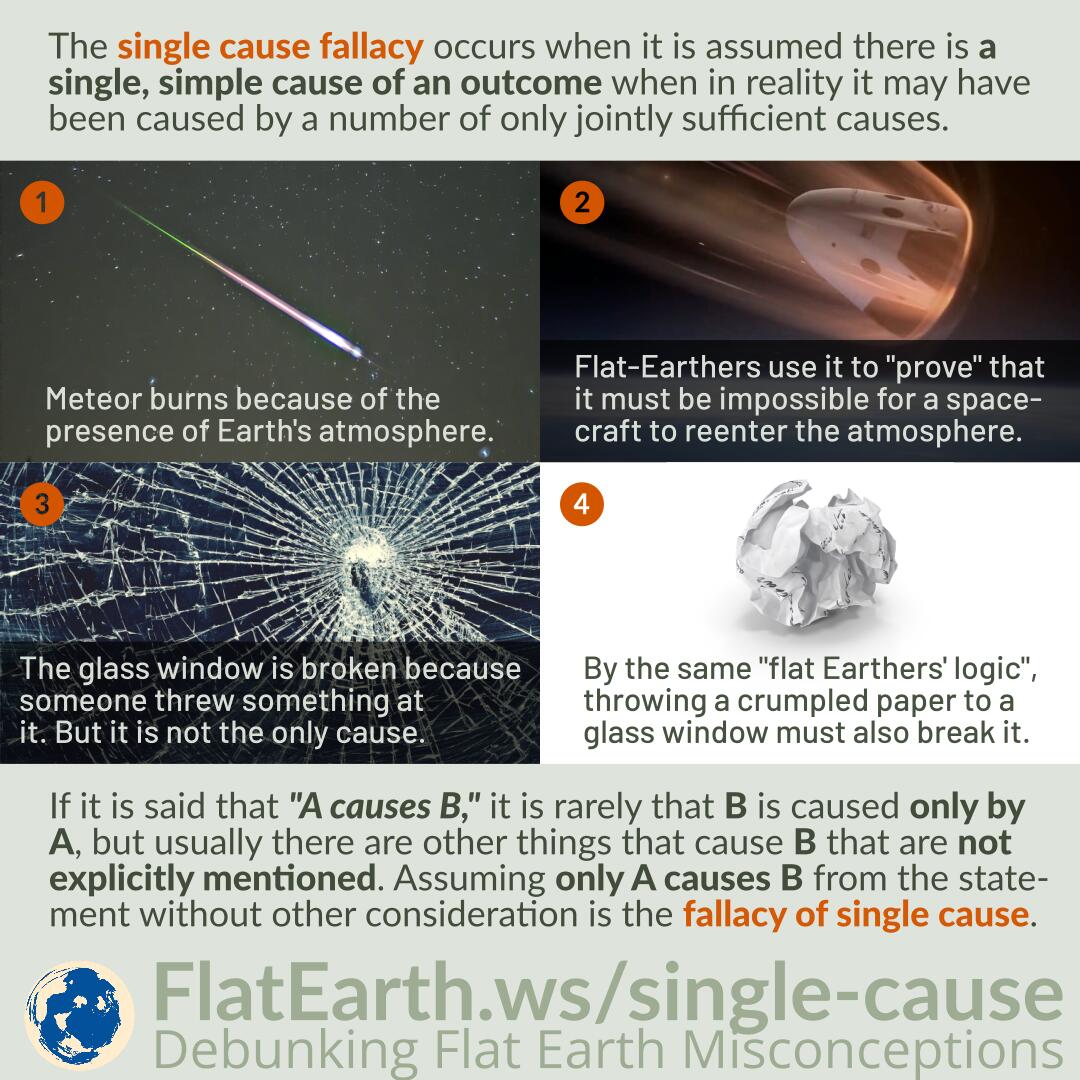 The single cause fallacy occurs when it is assumed there is a
single, simple cause of an outcome when in reality it may have
been caused by a number of only jointly sufficient causes.
1
Meteor burns because of the
presence of Earth's atmosphere.
2
Flat-Earthers use it to "prove" that
it must be impossible for a space-
craft to reenter the atmosphere.
3
The glass window is broken because
someone threw something at
it. But it is not the only cause.
4
By the same "flat Earthers' logic",
throwing a crumpled paper to a
glass window must also break it.
If it is said that "A causes B," it is rarely that B is caused only by
A, but usually there are other things that cause B that are not
explicitly mentioned. Assuming only A causes B from the state-
ment without other consideration is the fallacy of single cause.
FlatEarth.ws/single-cause
Debunking Flat Earth Misconceptions